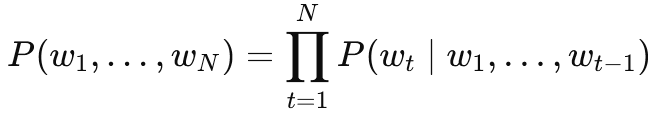 P(w₁, . . . , w_N) = ∏_{t=1}^{N} P(w_t | w₁, . . . , w_{t−1})